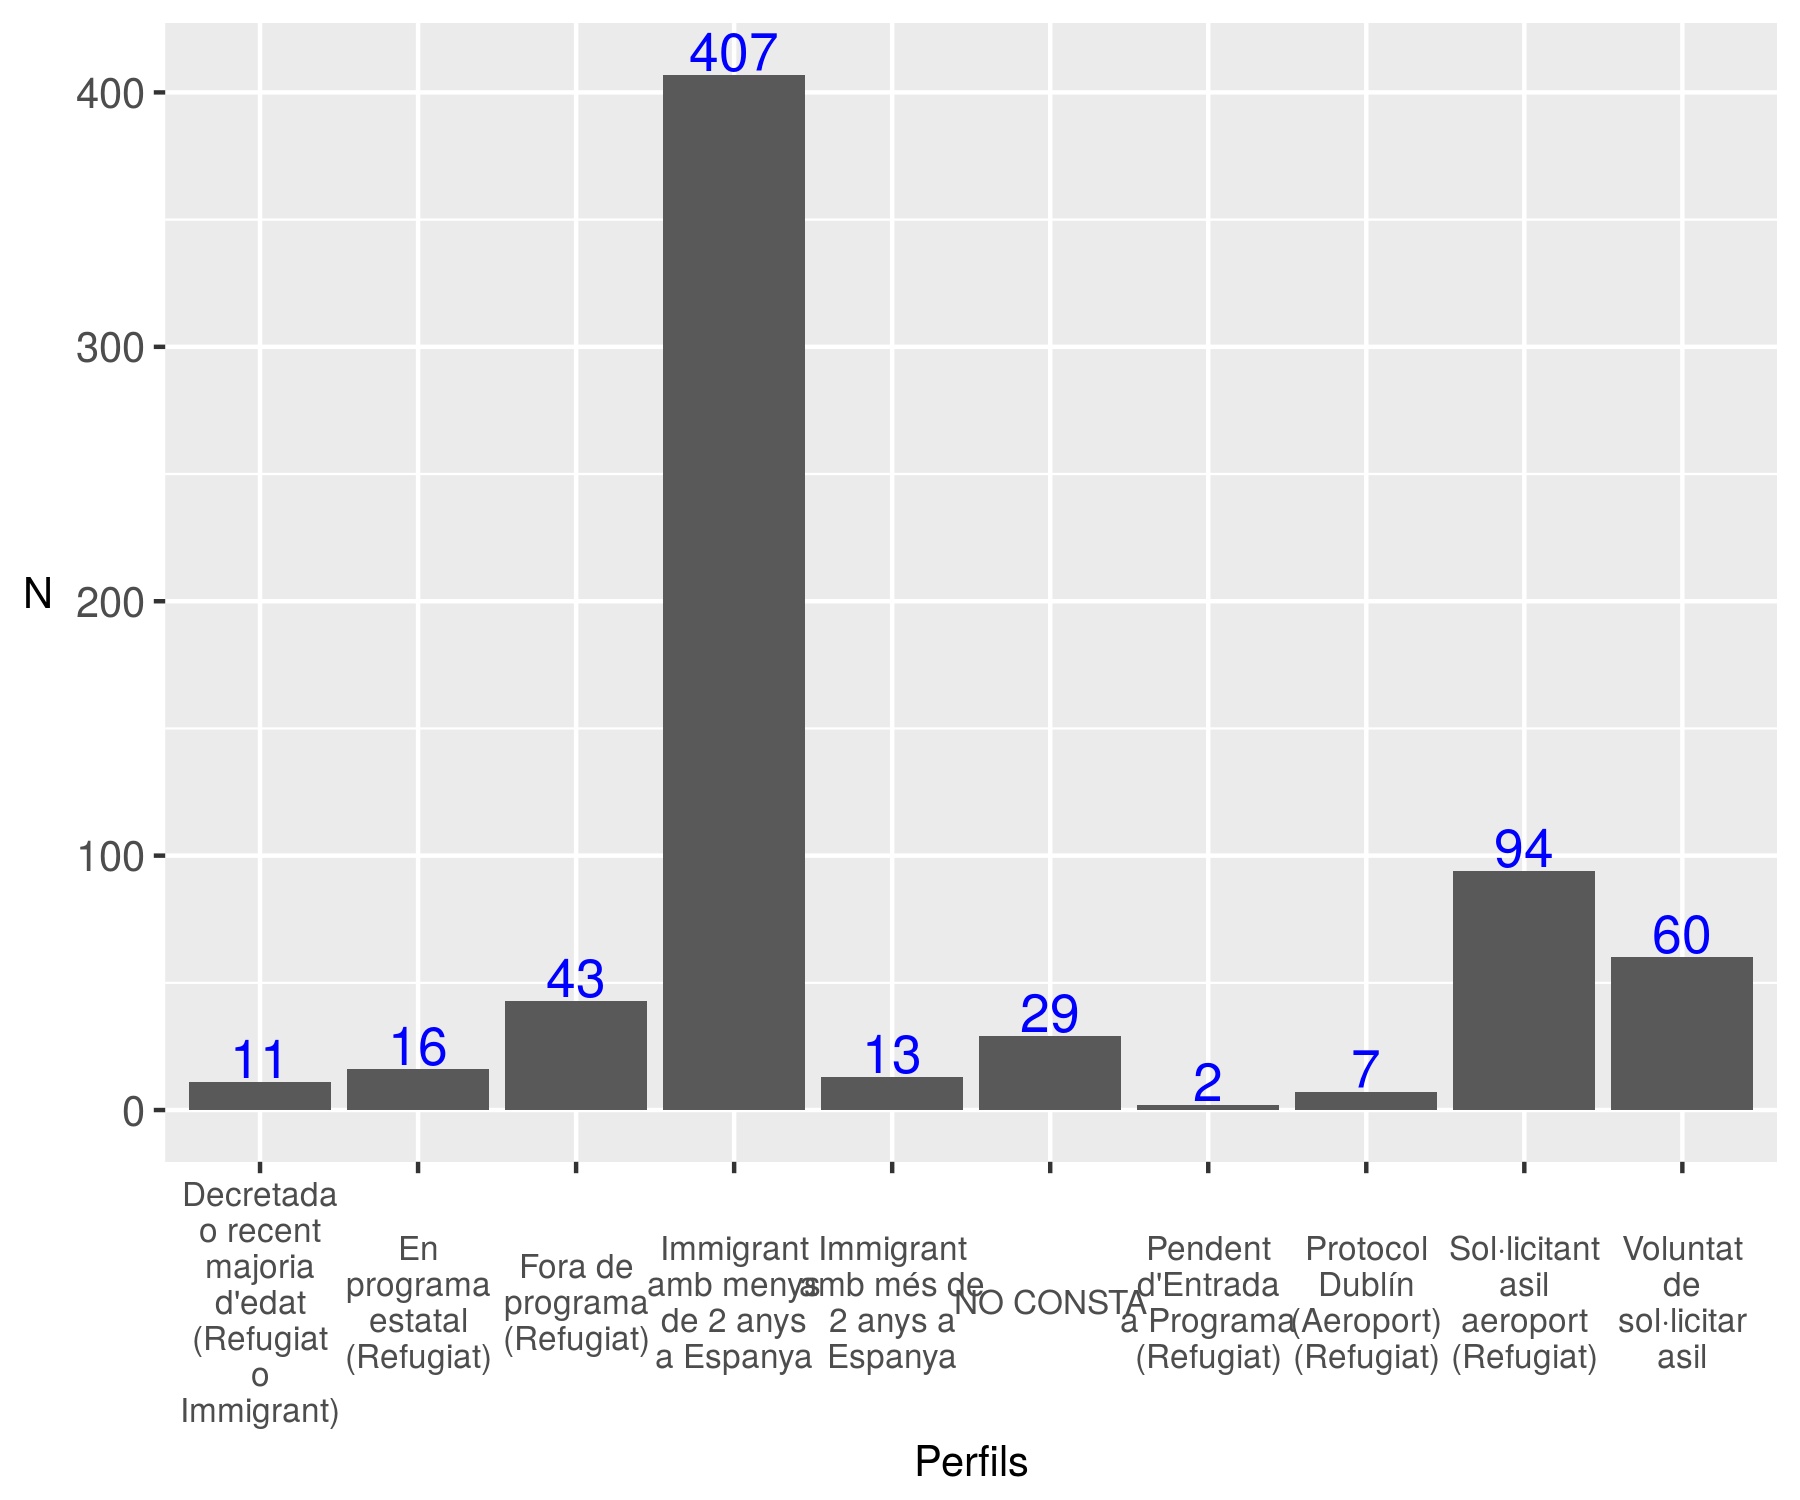 407
400
300
N
200
100
0
11
16
43
13
29
2
7
94
60
Decretada
o recent
majoria
d'edat
(Refugiat
o
Immigrant)
En
programa
estatal
(Refugiat)
Fora de
programa
(Refugiat)
Immigrant
amb menys
de 2 anys
a Espanya
Immigrant
amb més de
2 anys a
Espanya
NO CONSTA
Pendent
d'Entrada
a Programa
(Refugiat)
Protocol
Dublín
(Aeroport)
(Refugiat)
Sol·licitant
asil
aeroport
(Refugiat)
Voluntat
de
sol·licitar
asil
Perfils